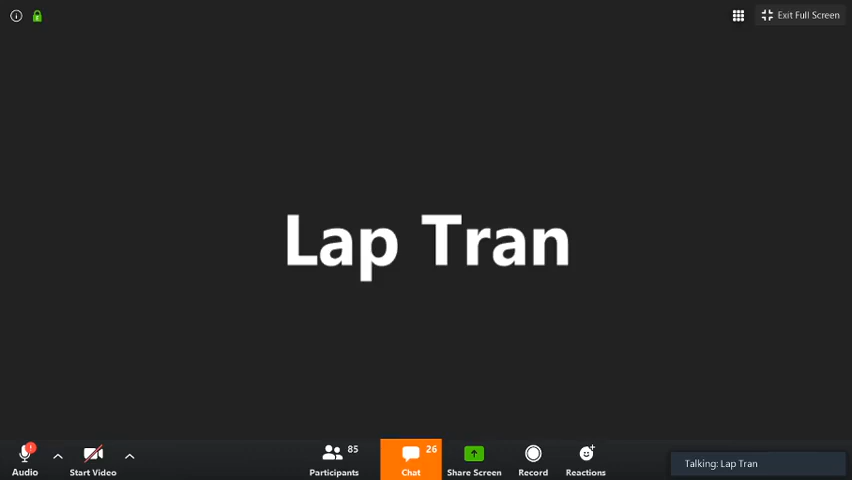 Exit Full Screen
Lap Tran
85
26
Audio
Start Video
Participants
Chat
Share Screen
Record
Reactions
Talking: Lap Tran